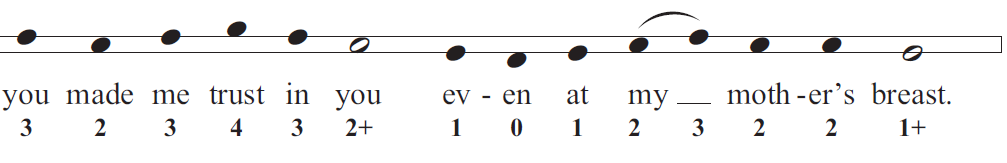 you made me trust in you ev - en at my __ moth - er's breast.
3 2 3 4 3 2+ 1 0 1 2 3 2 2 1+